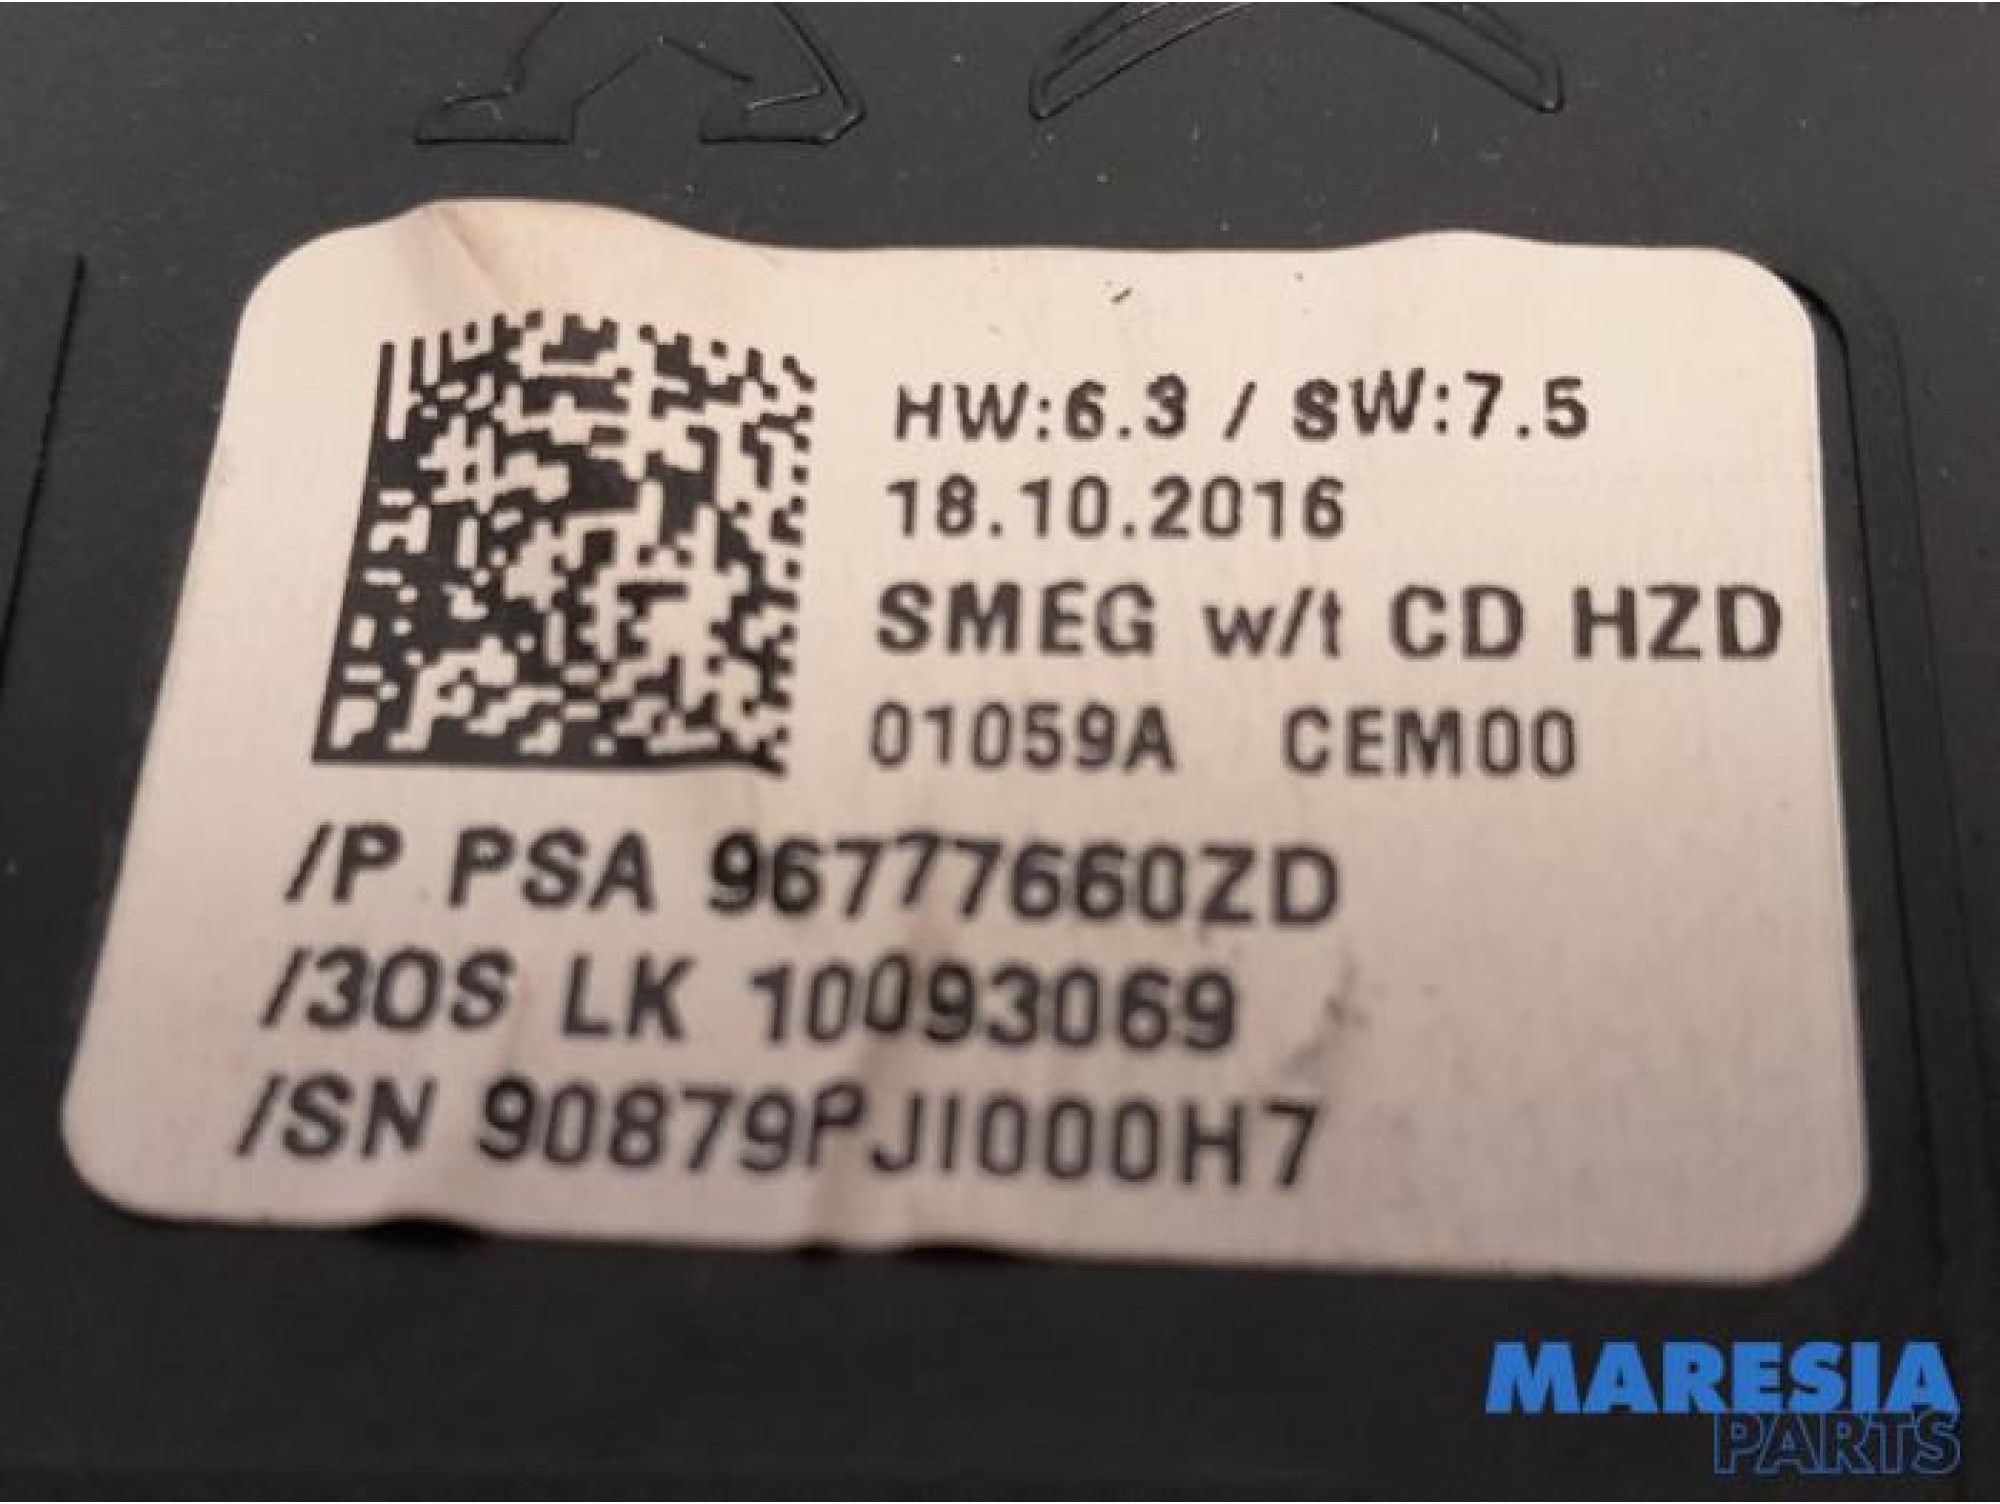 HW:6.3 / SW:7.5
18.10.2016
SMEG w/t CD HZD
01059A CEM00
/P PSA 96777660ZD
/3OS LK 10093069
/SN 90879PJI000H7
MARESIA
PARTS